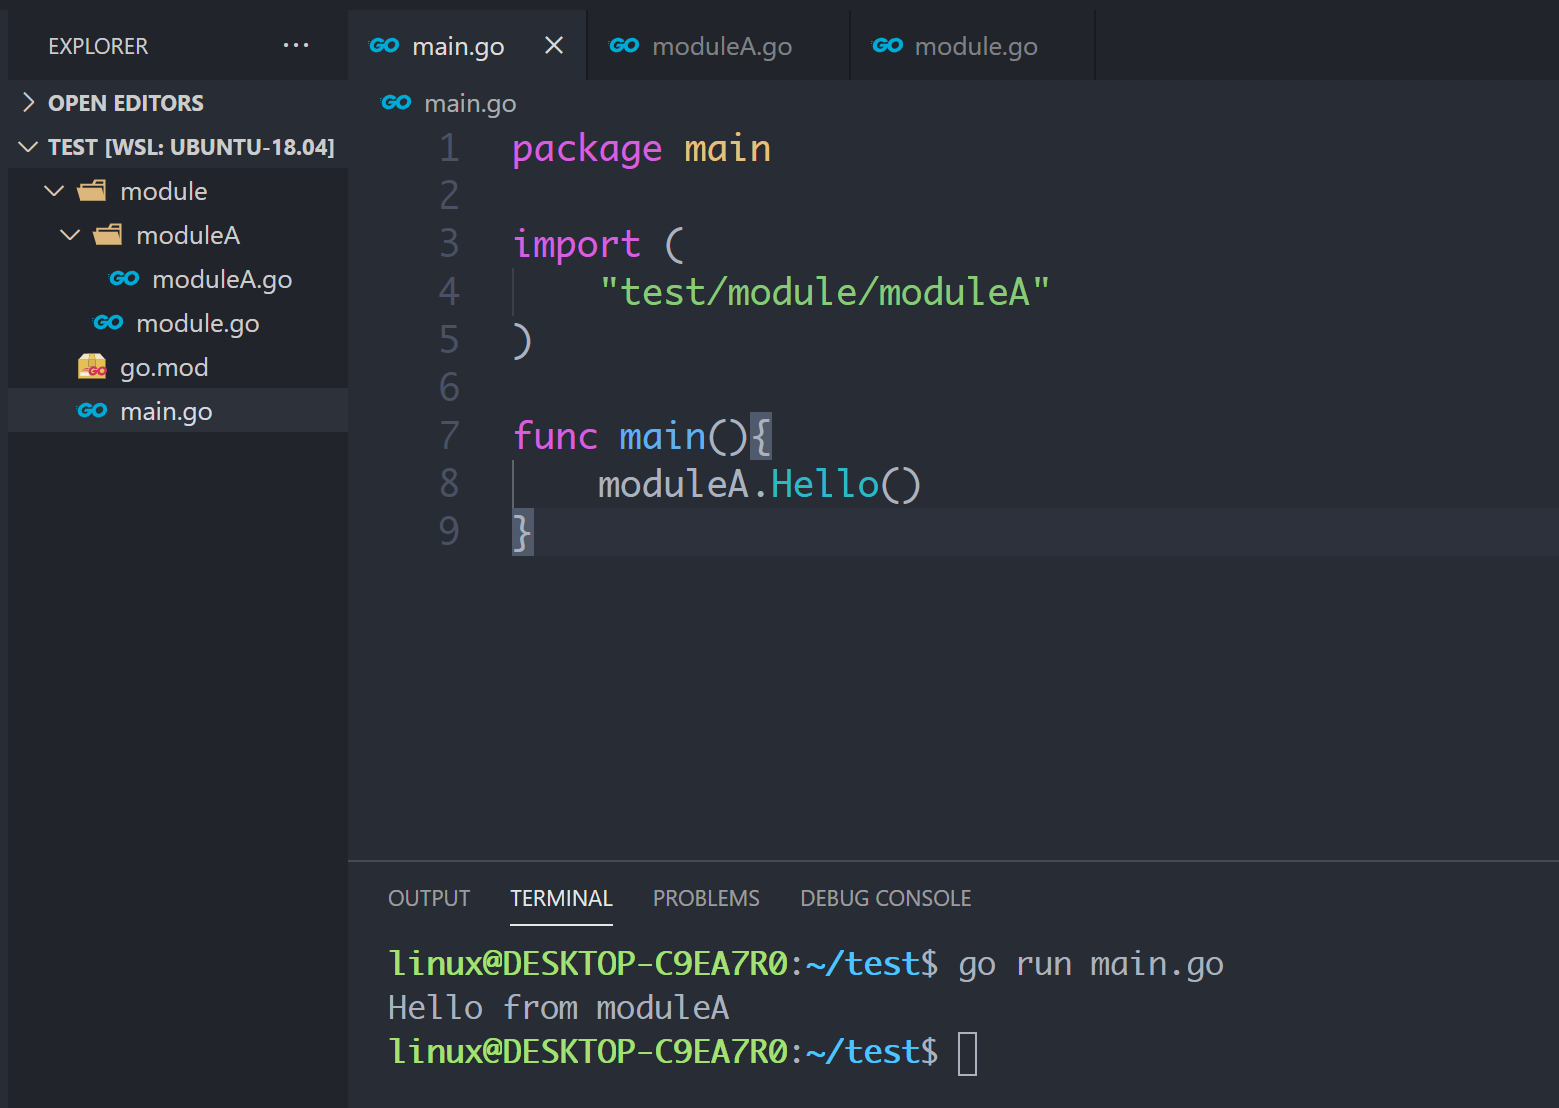 EXPLORER ···
OPEN EDITORS
TEST [WSL: UBUNTU-18.04]
module
moduleA
GO moduleA.go
GO module.go
GO go.mod
GO main.go
GO main.go
GO moduleA.go
GO module.go
GO main.go
1 package main
2
3 import (
4 "test/module/moduleA"
5 )
6
7 func main(){
8 moduleA.Hello()
9 }
OUTPUT TERMINAL PROBLEMS DEBUG CONSOLE
linux@DESKTOP-C9EA7R0:~/test$ go run main.go
Hello from moduleA
linux@DESKTOP-C9EA7R0:~/test$